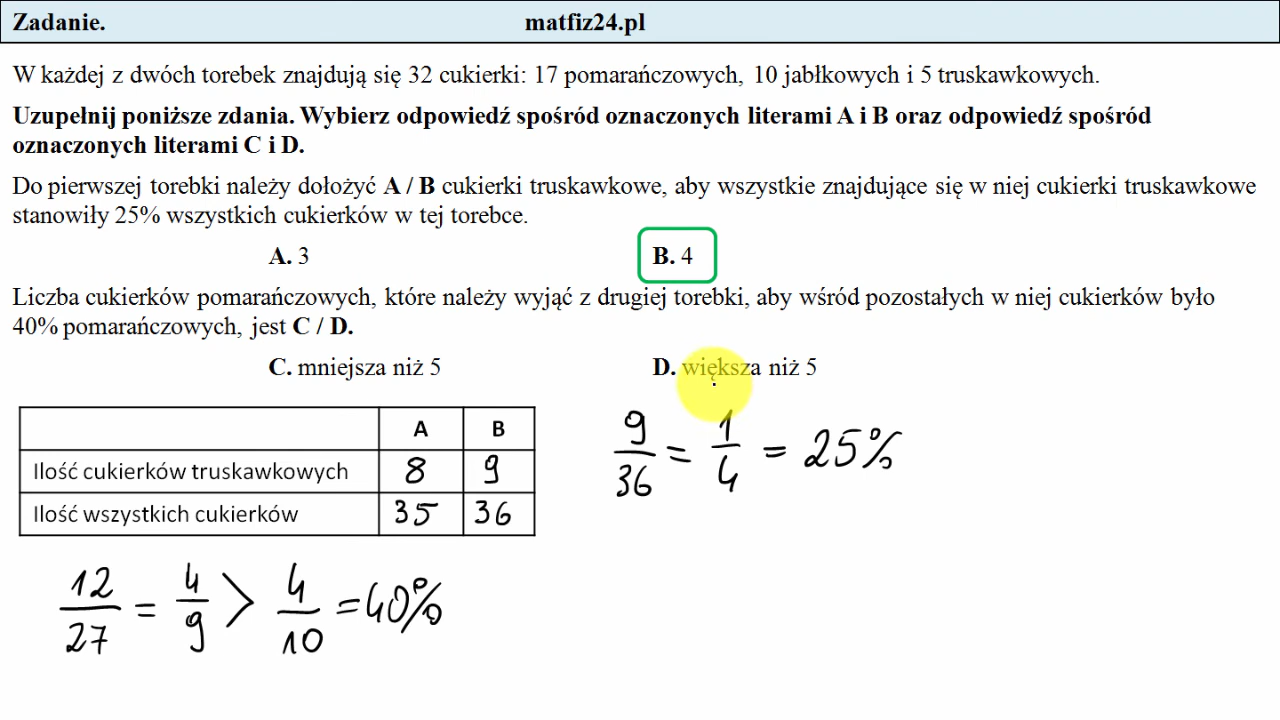 Zadanie. matfiz24.pl
W każdej z dwóch torebek znajdują się 32 cukierki: 17 pomarańczowych, 10 jabłkowych i 5 truskawkowych.
Uzupełnij poniższe zdania. Wybierz odpowiedź spośród oznaczonych literami A i B oraz odpowiedź spośród
oznaczonych literami C i D.
Do pierwszej torebki należy dołożyć A / B cukierki truskawkowe, aby wszystkie znajdujące się w niej cukierki truskawkowe
stanowiły 25% wszystkich cukierków w tej torebce.
A. 3 B. 4
Liczba cukierków pomarańczowych, które należy wyjąć z drugiej torebki, aby wśród pozostałych w niej cukierków było
40% pomarańczowych, jest C / D.
C. mniejsza niż 5 D. większa niż 5
A B
Ilość cukierków truskawkowych 8 9
Ilość wszystkich cukierków 35 36
9/36 = 1/4 = 25%
12/27 = 4/9 > 4/10 = 40%